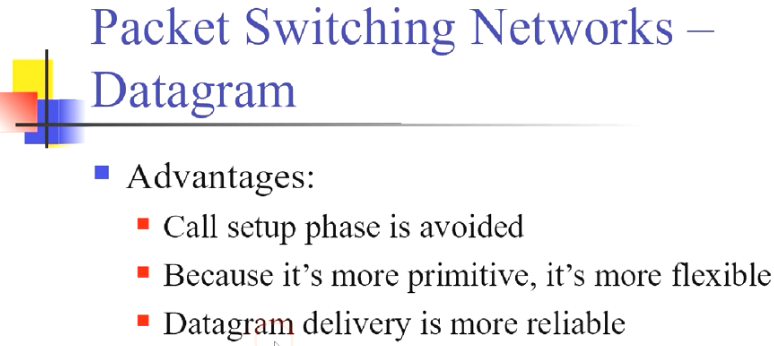 Packet Switching Networks –
Datagram
Advantages:
Call setup phase is avoided
Because it's more primitive, it's more flexible
Datagram delivery is more reliable